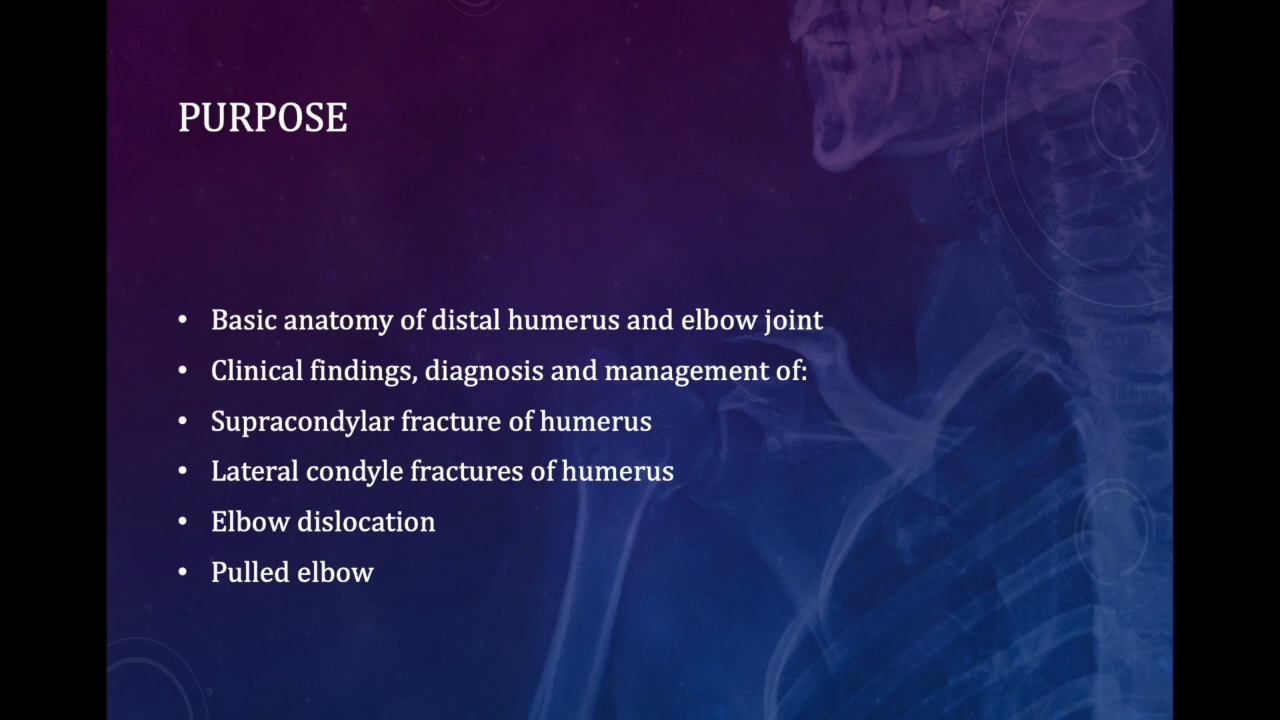 PURPOSE
• Basic anatomy of distal humerus and elbow joint
• Clinical findings, diagnosis and management of:
• Supracondylar fracture of humerus
• Lateral condyle fractures of humerus
• Elbow dislocation
• Pulled elbow